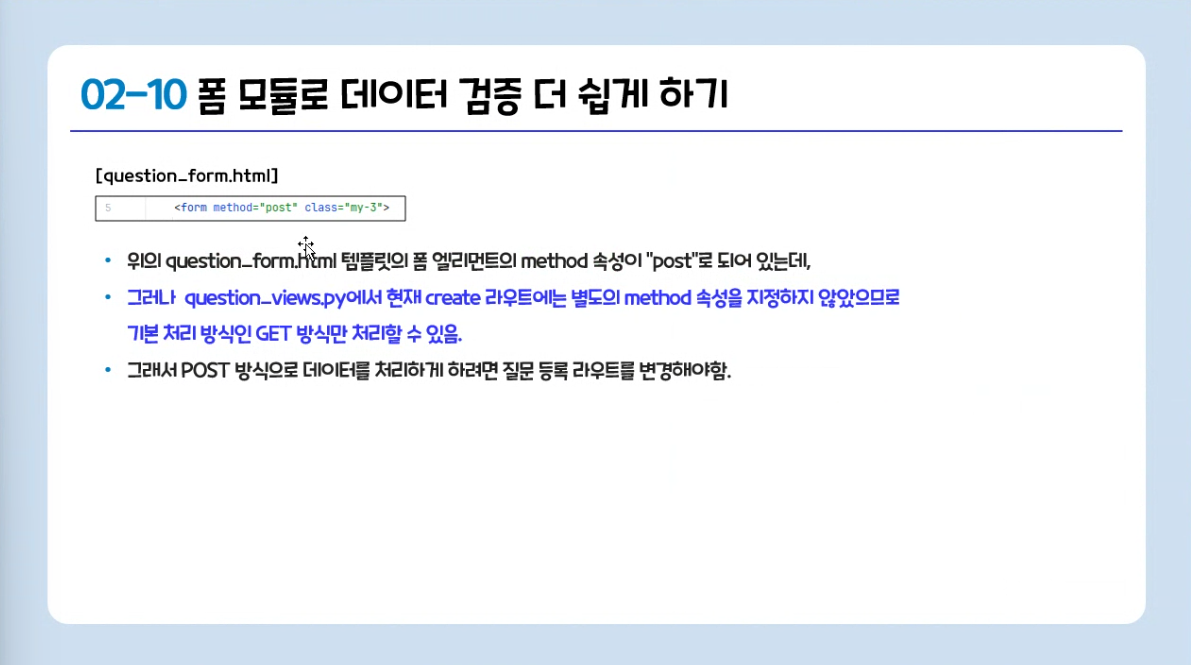 02-10 폼 모듈로 데이터 검증 더 쉽게 하기
[question_form.html]
5 <form method="post" class="my-3">
• 위의 question_form.html 템플릿의 폼 엘리먼트의 method 속성이 "post"로 되어 있는데,
• 그러나 question_views.py에서 현재 create 라우트에는 별도의 method 속성을 지정하지 않았으므로
기본 처리 방식인 GET 방식만 처리할 수 있음.
• 그래서 POST 방식으로 데이터를 처리하게 하려면 질문 등록 라우트를 변경해야함.